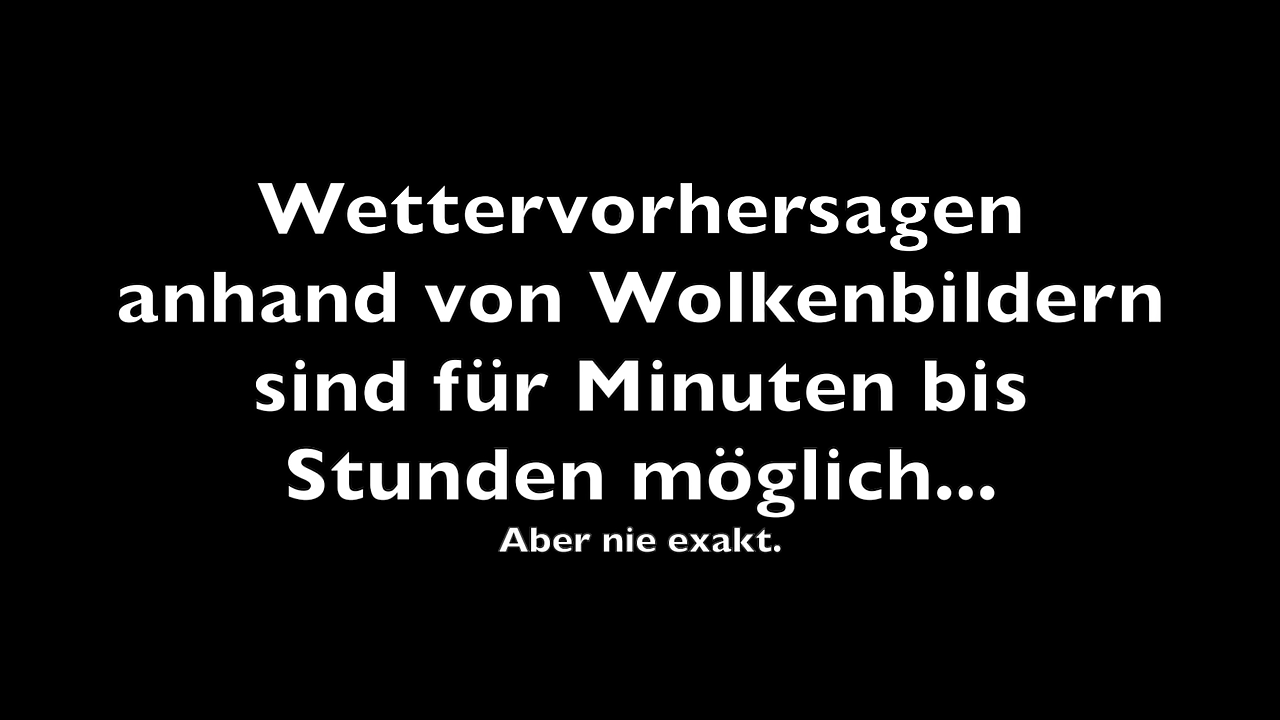 Wettervorhersagen
anhand von Wolkenbildern
sind für Minuten bis
Stunden möglich...
Aber nie exakt.